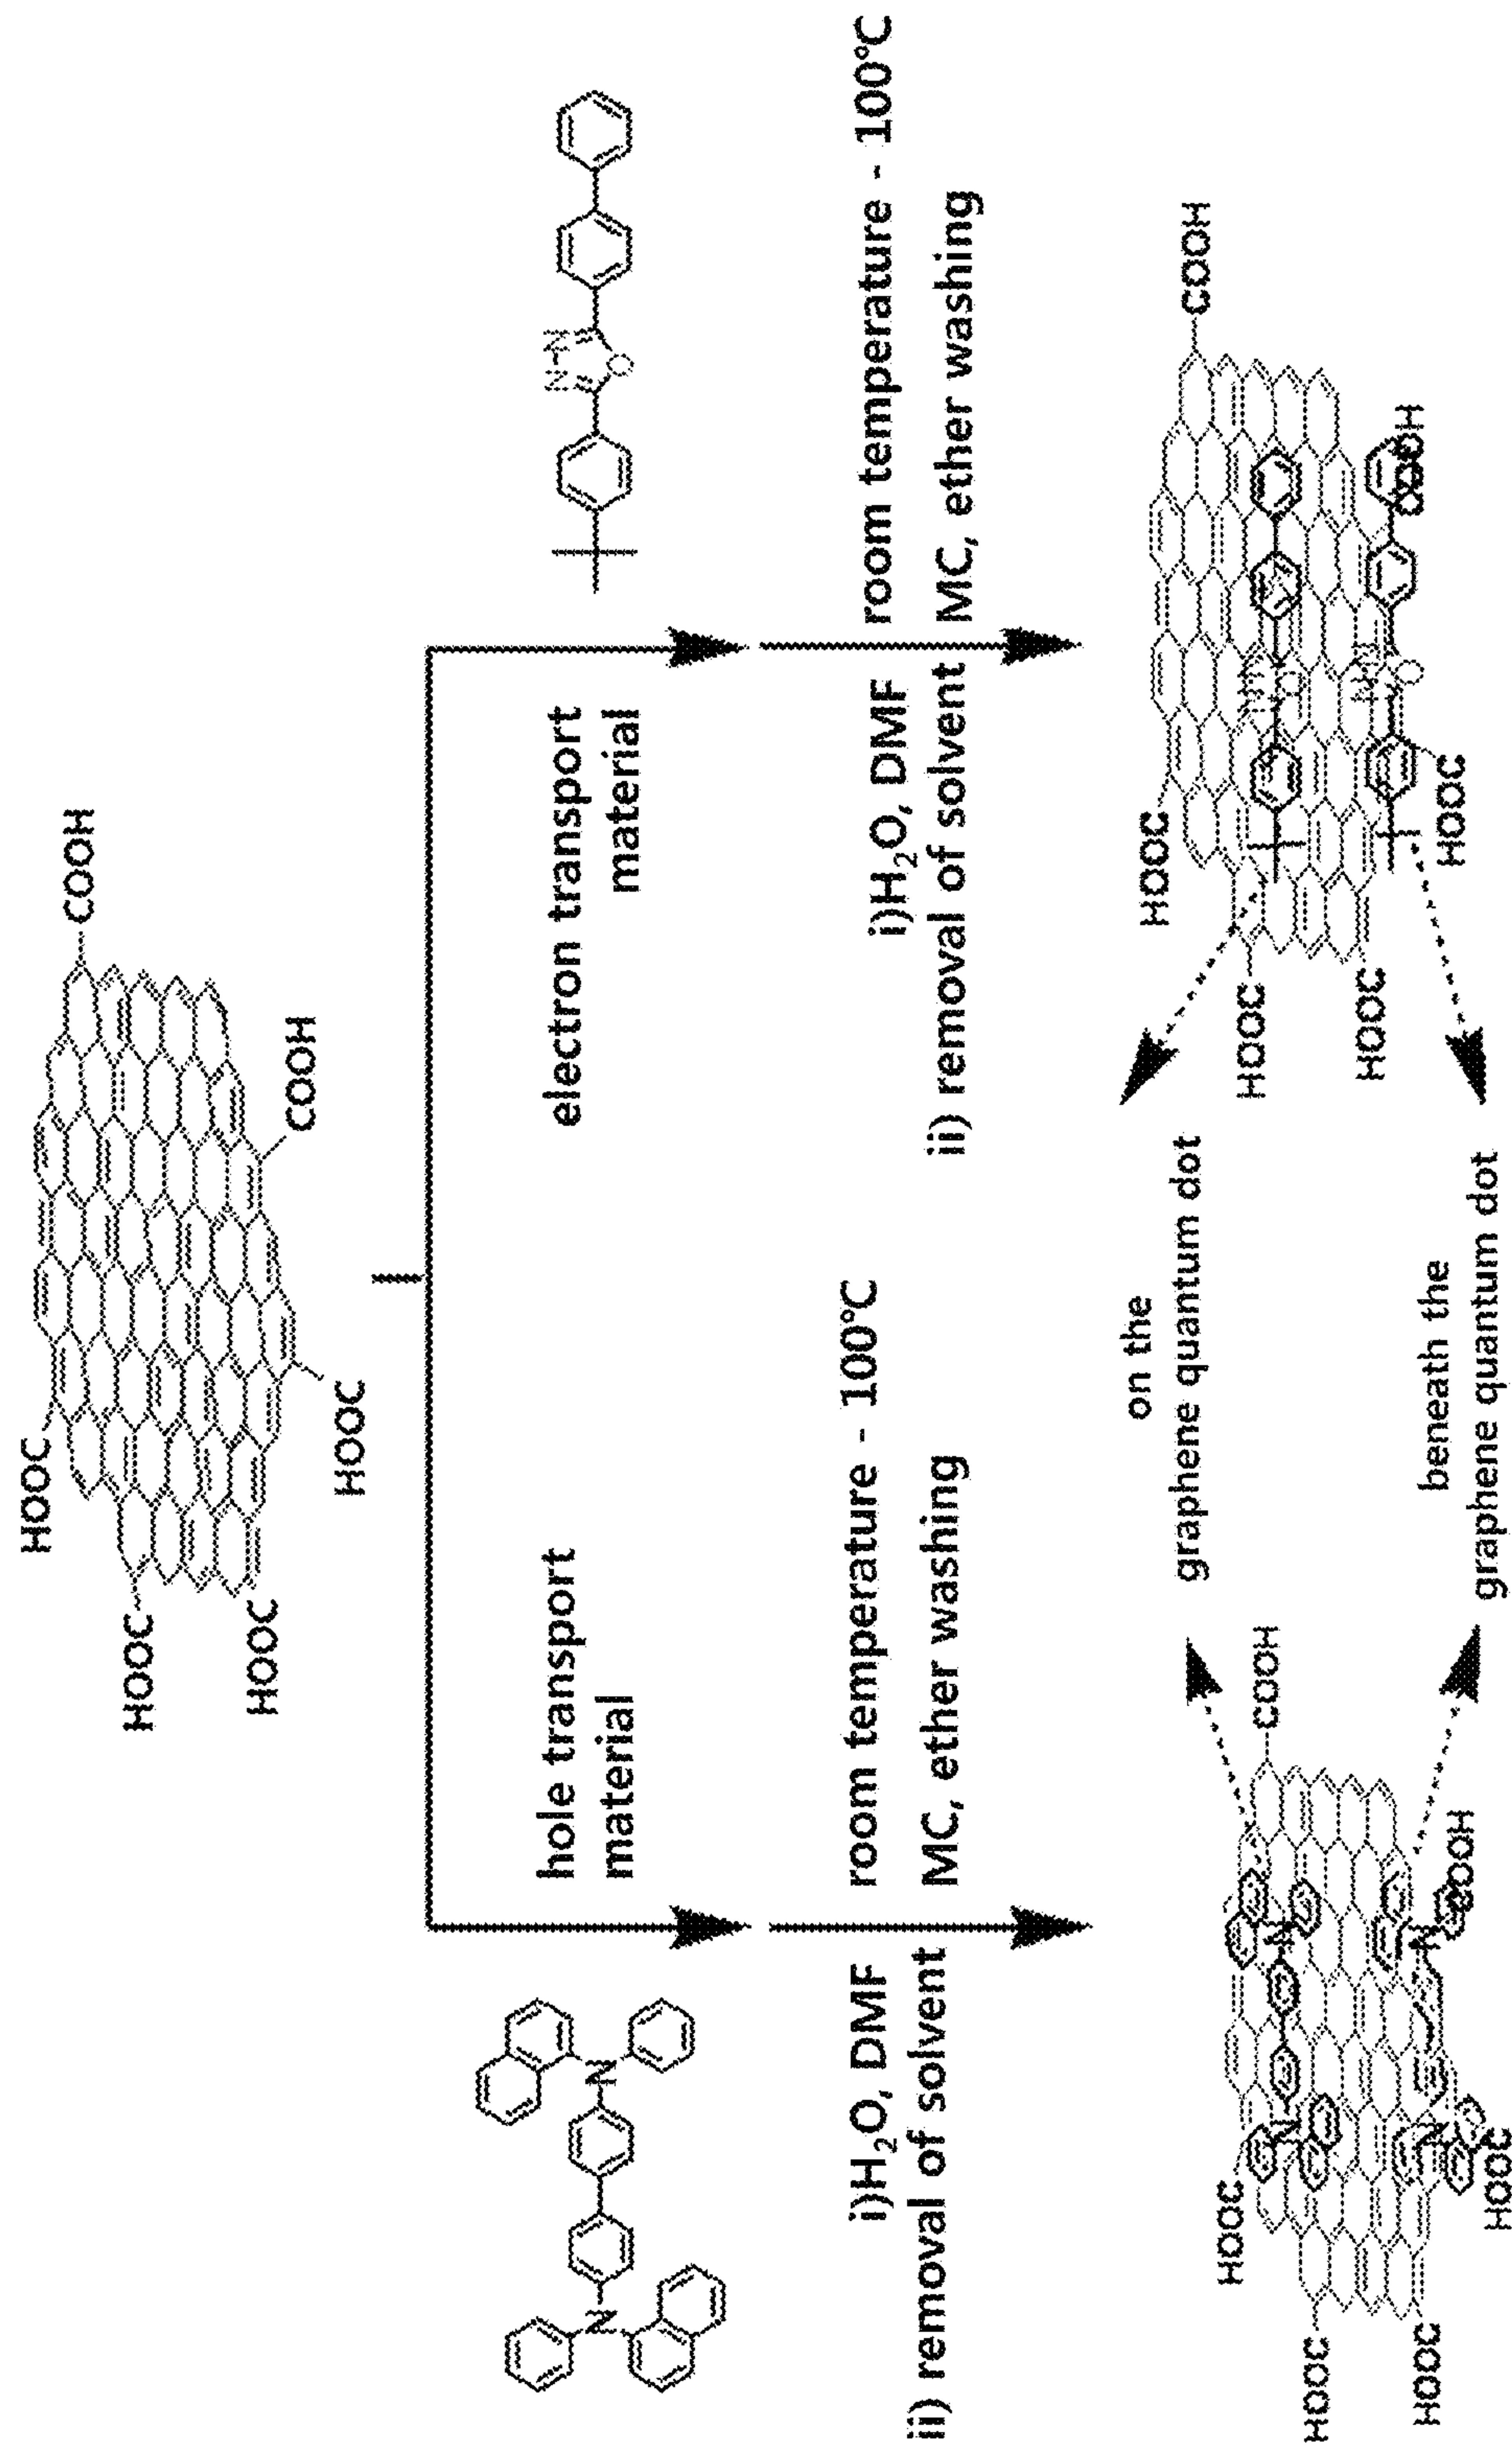 HOOC
COOH
HOOC
HOOC
COOH
HOOC
hole transport
material
N
N
electron transport
material
N-N
O
i)H₂O, DMF
ii) removal of solvent
room temperature - 100°C
MC, ether washing
i)H₂O, DMF
ii) removal of solvent
room temperature - 100°C
MC, ether washing
HOOC
COOH
HOOC
N
N
HOOC
N
N
COOH
HOOC
on the
graphene quantum dot
beneath the
graphene quantum dot
HOOC
COOH
HOOC
HOOC
COOH
HOOC